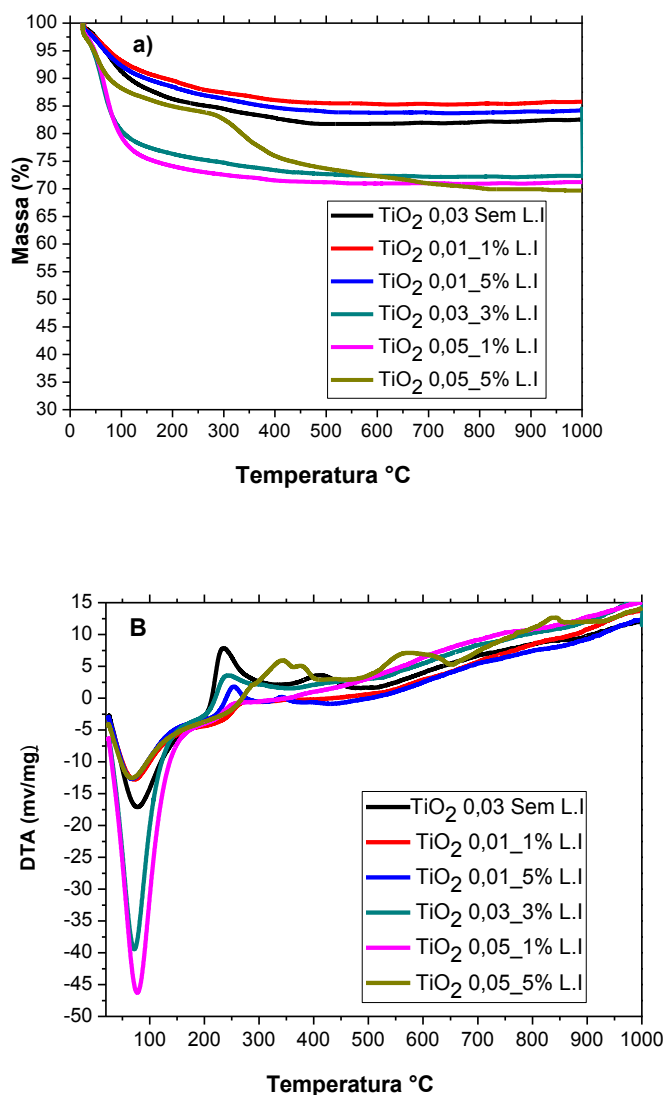 a)
100
95
90
85
80
75
70
65
60
55
50
45
40
35
30
Massa (%)
TiO2 0,03 Sem L.I
TiO2 0,01_1% L.I
TiO2 0,01_5% L.I
TiO2 0,03_3% L.I
TiO2 0,05_1% L.I
TiO2 0,05_5% L.I
0 100 200 300 400 500 600 700 800 900 1000
Temperatura °C
B
15
10
5
0
-5
-10
-15
-20
-25
-30
-35
-40
-45
-50
DTA (mv/mg)
TiO2 0,03 Sem L.I
TiO2 0,01_1% L.I
TiO2 0,01_5% L.I
TiO2 0,03_3% L.I
TiO2 0,05_1% L.I
TiO2 0,05_5% L.I
100 200 300 400 500 600 700 800 900 1000
Temperatura °C